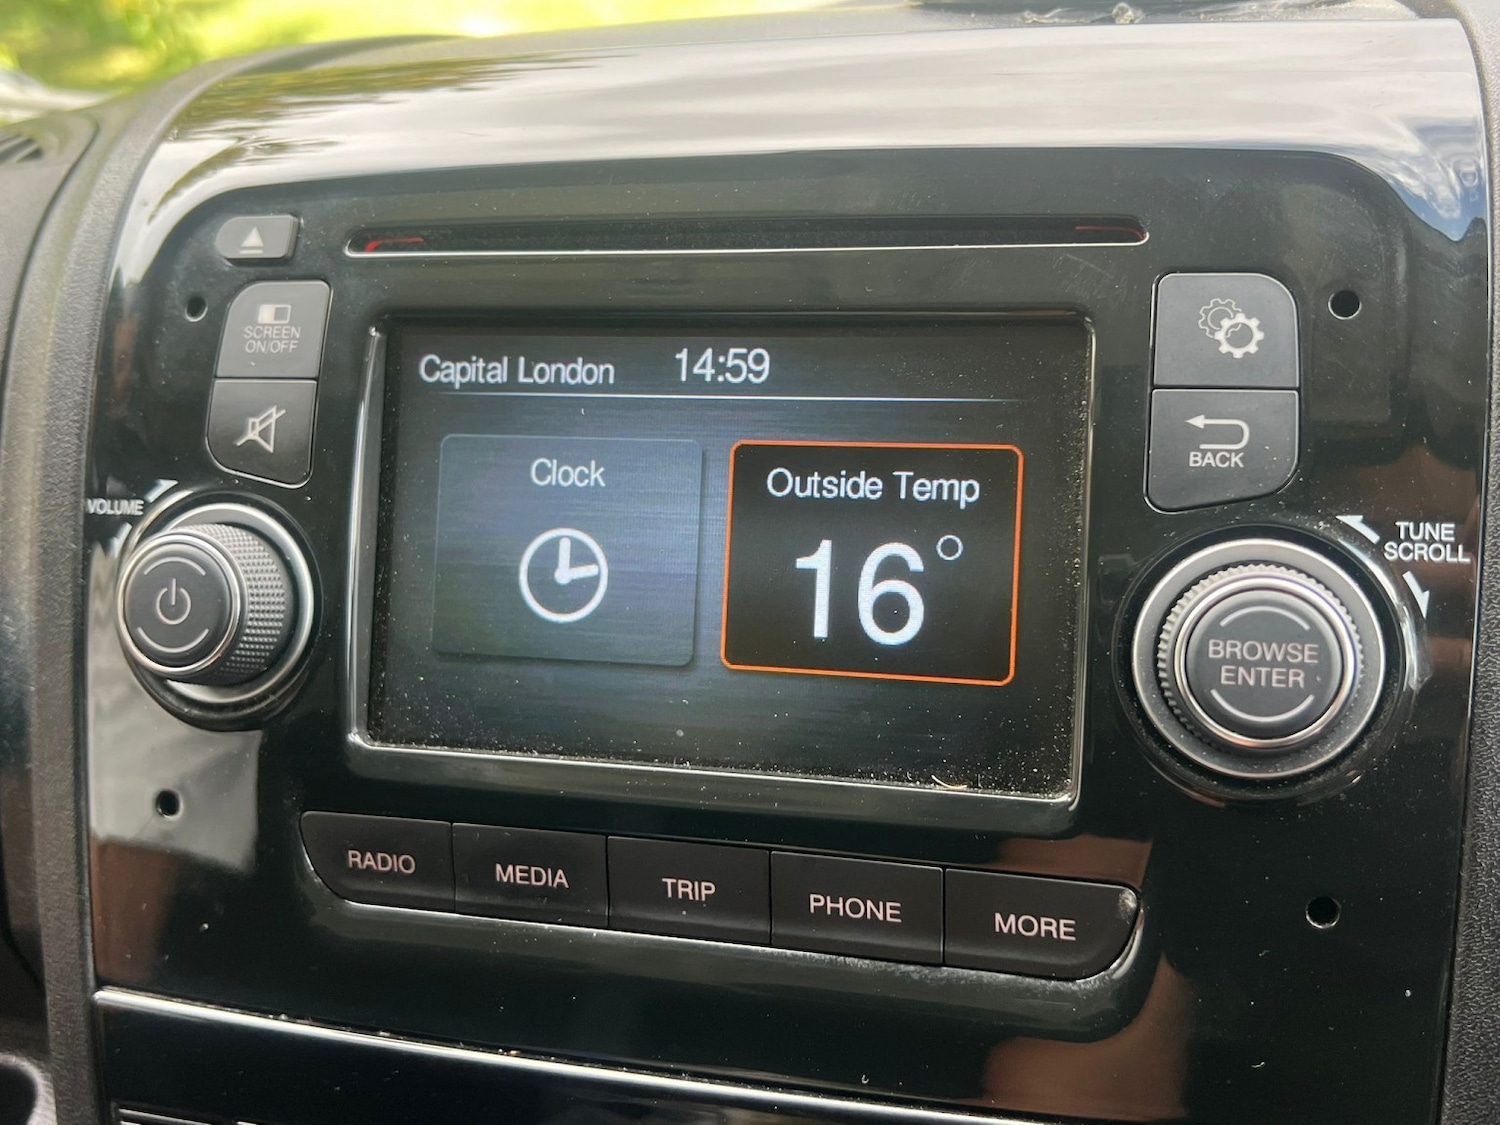 SCREEN
ON/OFF
Capital London 14:59
Clock
Outside Temp
16°
BACK
VOLUME
TUNE
SCROLL
BROWSE
ENTER
RADIO
MEDIA
TRIP
PHONE
MORE